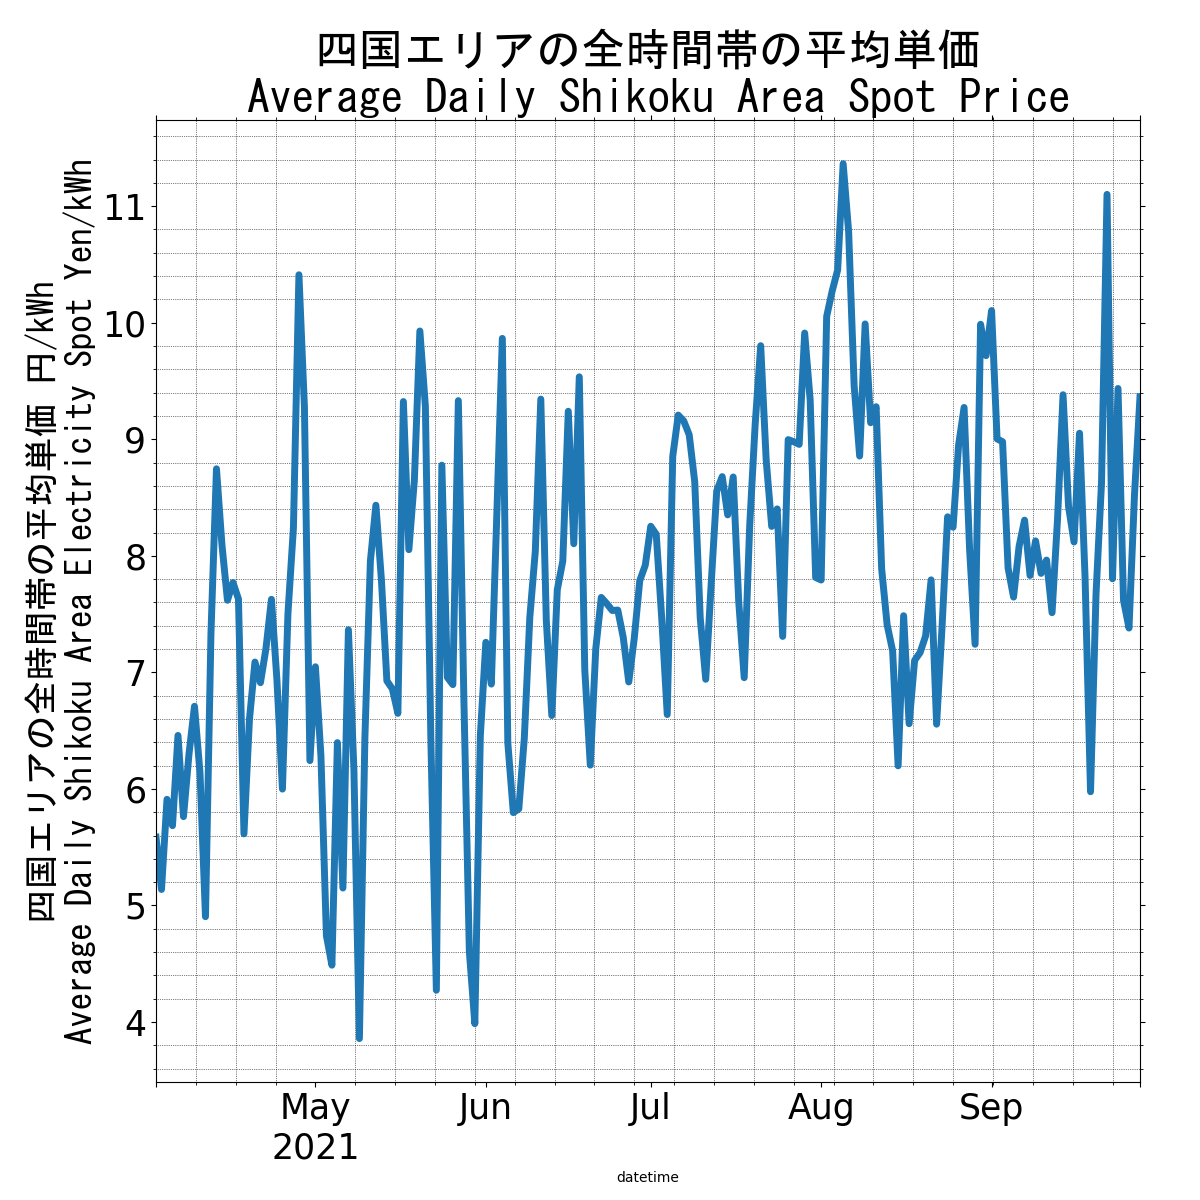 四国エリアの全時間帯の平均単価
Average Daily Shikoku Area Spot Price
四国エリアの全時間帯の平均単価 円/kWh
Average Daily Shikoku Area Electricity Spot Yen/kWh
11
10
9
8
7
6
5
4
May
2021
Jun
Jul
Aug
Sep
datetime